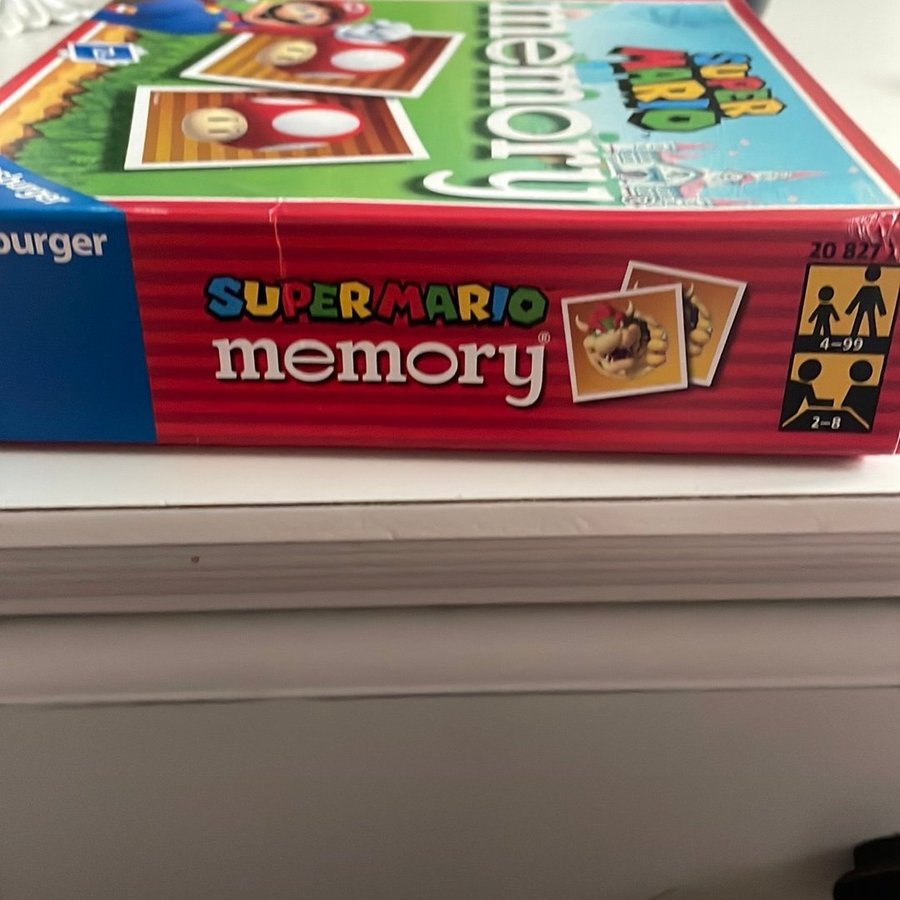 memory
SUPER
MARIO
burger
SUPER MARIO
memory®
20 827
4-99
2-8